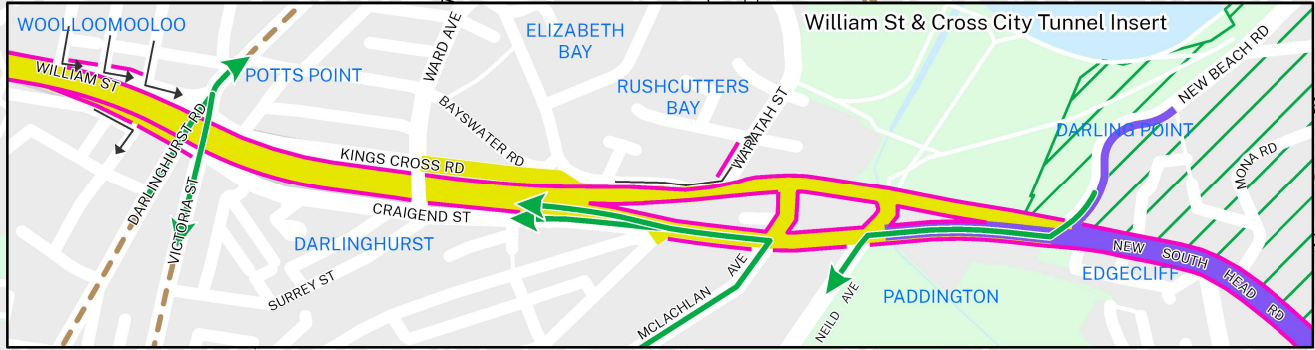 William St & Cross City Tunnel Insert
WOOLLOOMOOLOO
WILLIAM ST
POTTS POINT
DARLINGHURST RD
VICTORIA ST
WARD AVE
ELIZABETH
BAY
BAYSWATER RD
RUSHCUTTERS
BAY
WARATAH ST
NEW BEACH RD
DARLING POINT
MONA RD
KINGS CROSS RD
CRAIGEND ST
DARLINGHURST
SURREY ST
MCLACHLAN AVE
NEILD AVE
PADDINGTON
EDGECLIFF
NEW SOUTH HEAD RD